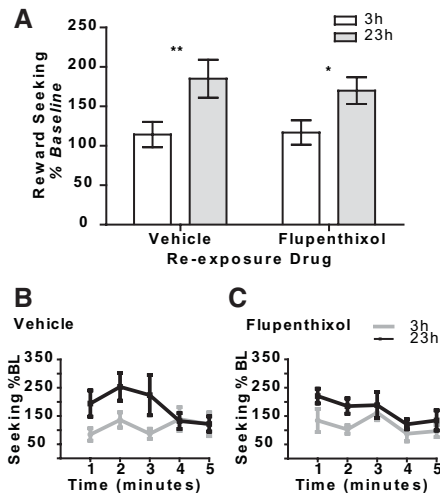 A
3h
23h
**
*
Reward Seeking
% Baseline
250
200
150
100
50
0
Vehicle
Flupenthixol
Re-exposure Drug
B
Vehicle
Seeking %BL
350
250
150
50
1 2 3 4 5
Time (minutes)
C
Flupenthixol
3h
23h
Seeking %BL
350
250
150
50
1 2 3 4 5
Time (minutes)